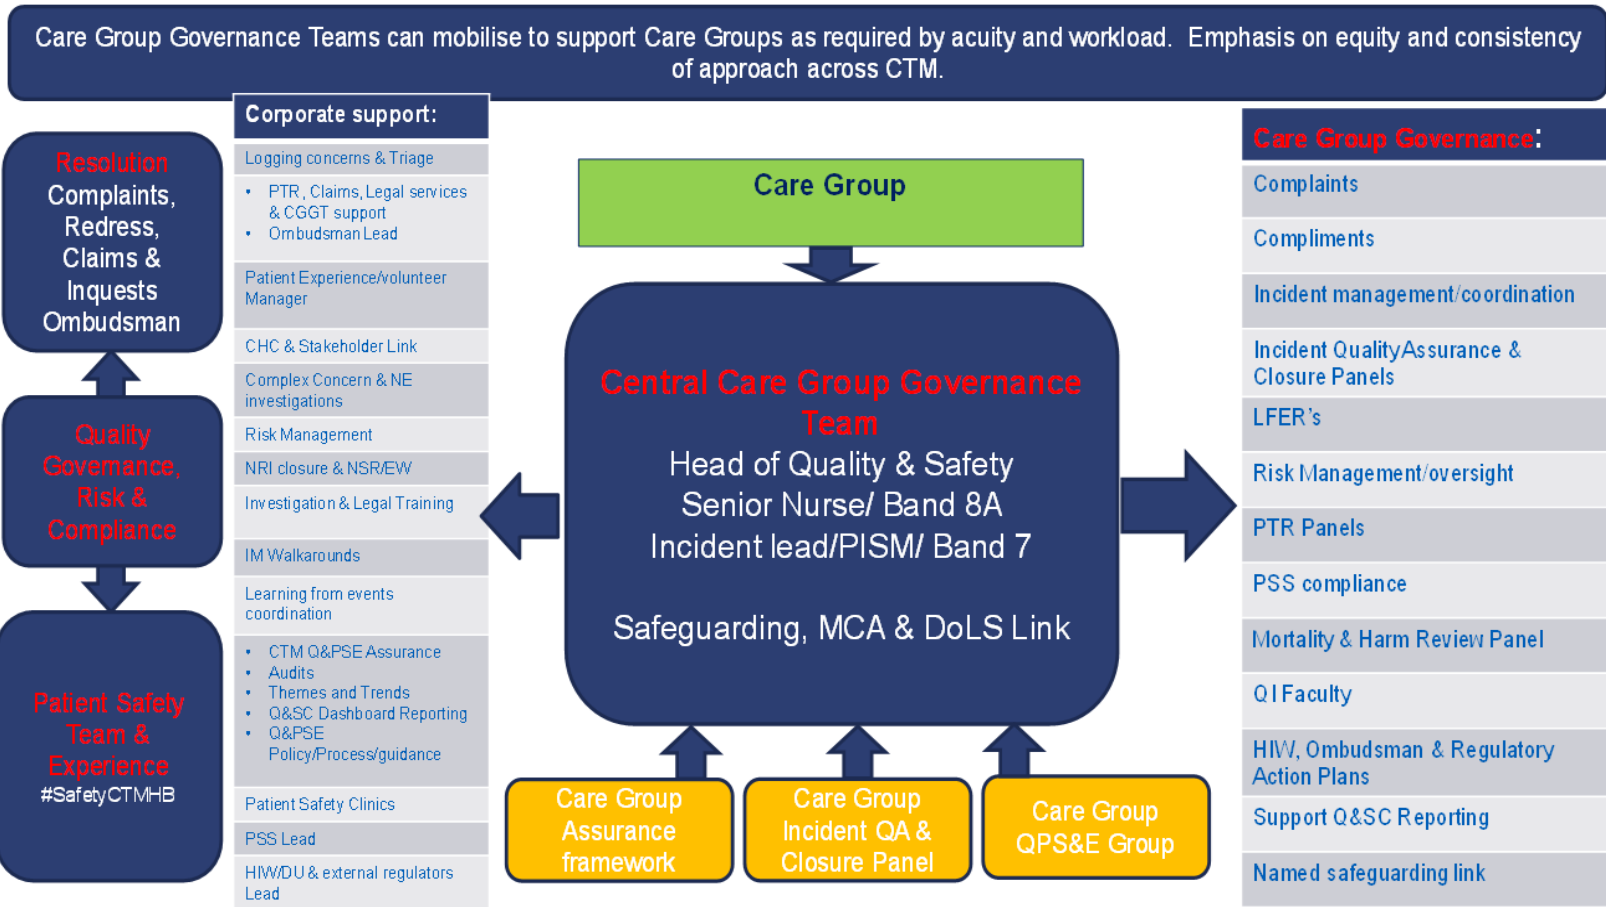 Care Group Governance Teams can mobilise to support Care Groups as required by acuity and workload.  Emphasis on equity and consistency
of approach across CTM.
Resolution
Complaints,
Redress,
Claims &
Inquests
Ombudsman
Quality
Governance,
Risk &
Compliance
Patient Safety
Team &
Experience
#SafetyCTMHB
Corporate support:
Logging concerns & Triage
• PTR, Claims, Legal services
& CGGT support
• Ombudsman Lead
Patient Experience/volunteer
Manager
CHC & Stakeholder Link
Complex Concern & NE
investigations
Risk Management
NRI closure & NSR/EW
Investigation & Legal Training
IM Walkarounds
Learning from events
coordination
• CTM Q&PSE Assurance
• Audits
• Themes and Trends
• Q&SC Dashboard Reporting
• Q&PSE
Policy/Process/guidance
Patient Safety Clinics
PSS Lead
HIW/DU & external regulators
Lead
Care Group
Central Care Group Governance
Team
Head of Quality & Safety
Senior Nurse/ Band 8A
Incident lead/PISM/ Band 7
Safeguarding, MCA & DoLS Link
Care Group
Assurance
framework
Care Group
Incident QA &
Closure Panel
Care Group
QPS&E Group
Care Group Governance:
Complaints
Compliments
Incident management/coordination
Incident Quality Assurance &
Closure Panels
LFER's
Risk Management/oversight
PTR Panels
PSS compliance
Mortality & Harm Review Panel
QI Faculty
HIW, Ombudsman & Regulatory
Action Plans
Support Q&SC Reporting
Named safeguarding link